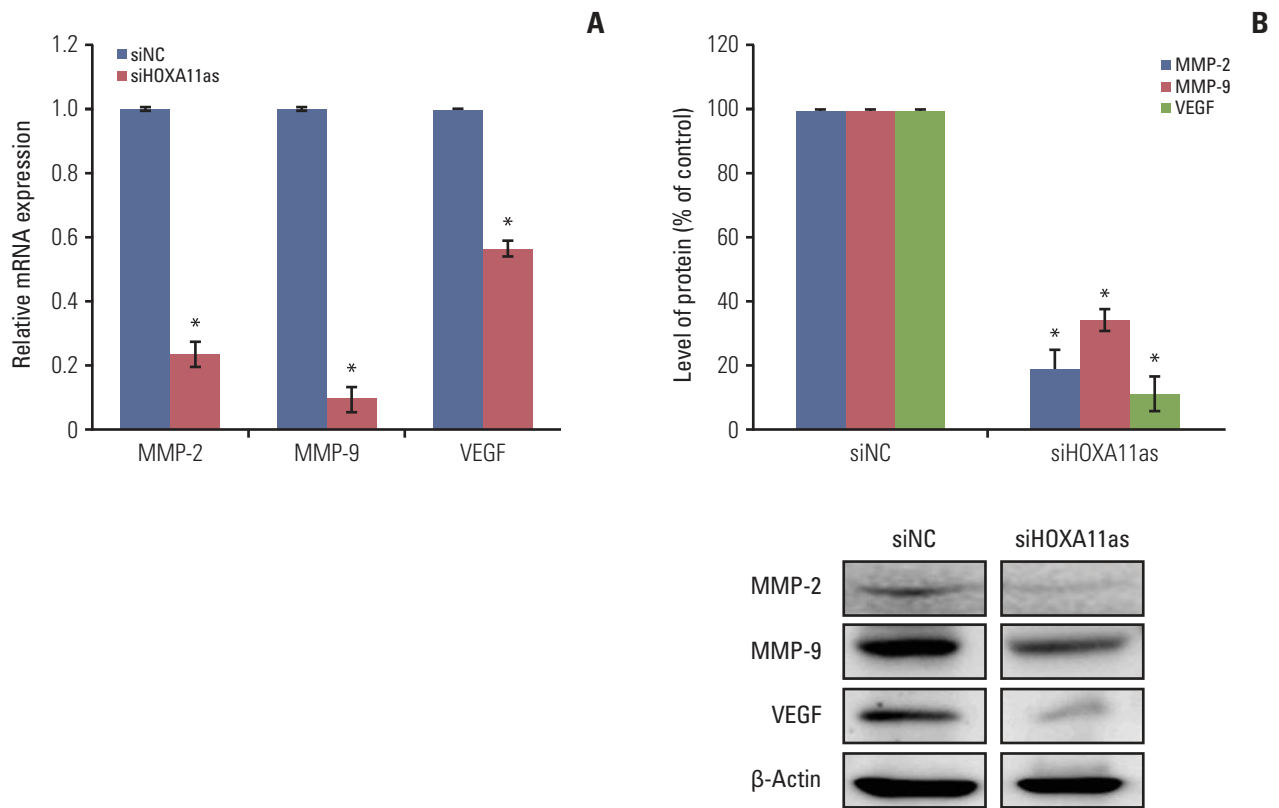 A
siNC
siHOXA11as
Relative mRNA expression
1.2
1.0
0.8
0.6
0.4
0.2
0
*
*
*
MMP-2 MMP-9 VEGF
B
MMP-2
MMP-9
VEGF
Level of protein (% of control)
120
100
80
60
40
20
0
*
*
*
siNC siHOXA11as
siNC siHOXA11as
MMP-2
MMP-9
VEGF
β-Actin